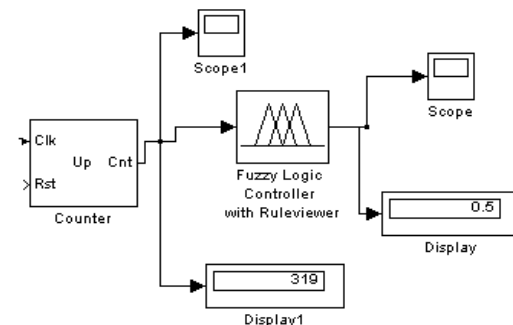 Scope1
Scope
Clk
Up
Cnt
Rst
Counter
Fuzzy Logic
Controller
with Ruleviewer
0.5
Display
319
Display1